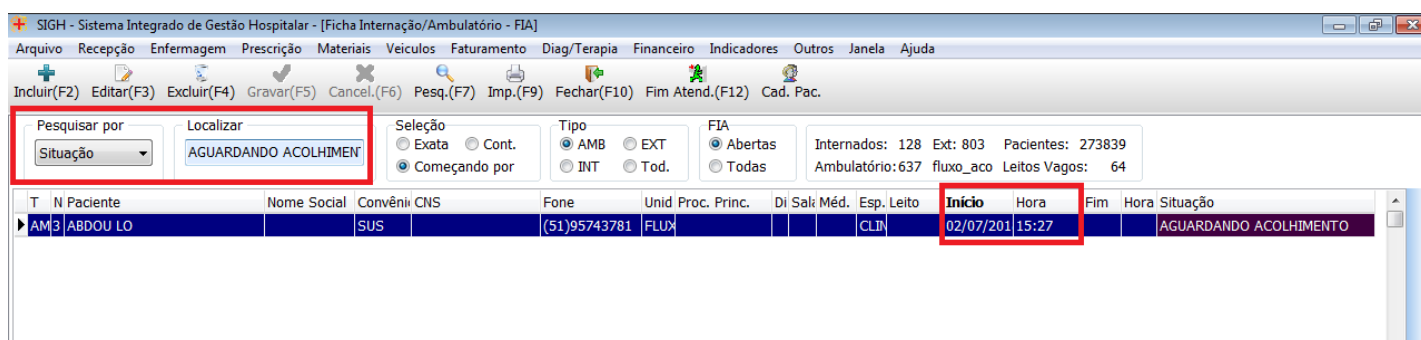 SIGH - Sistema Integrado de Gestão Hospitalar - [Ficha Internação/Ambulatório - FIA]
Arquivo Recepção Enfermagem Prescrição Materiais Veiculos Faturamento Diag/Terapia Financeiro Indicadores Outros Janela Ajuda
Incluir(F2) Editar(F3) Excluir(F4) Gravar(F5) Cancel.(F6) Pesq.(F7) Imp.(F9) Fechar(F10) Fim Atend.(F12) Cad. Pac.
Pesquisar por Localizar Seleção Tipo FIA
Exata Cont. AMB EXT Abertas Internados: 128 Ext: 803 Pacientes: 273839
Situação AGUARDANDO ACOLHIMEN
Começando por INT Tod. Todas Ambulatório: 637 fluxo_aco Leitos Vagos: 64
T N Paciente Nome Social Convêni CNS Fone Unid Proc. Princ. Di Sala Méd. Esp. Leito Início Hora Fim Hora Situação
AM 3 ABDOU LO SUS (51)95743781 FLUX CLIN 02/07/201 15:27 AGUARDANDO ACOLHIMENTO